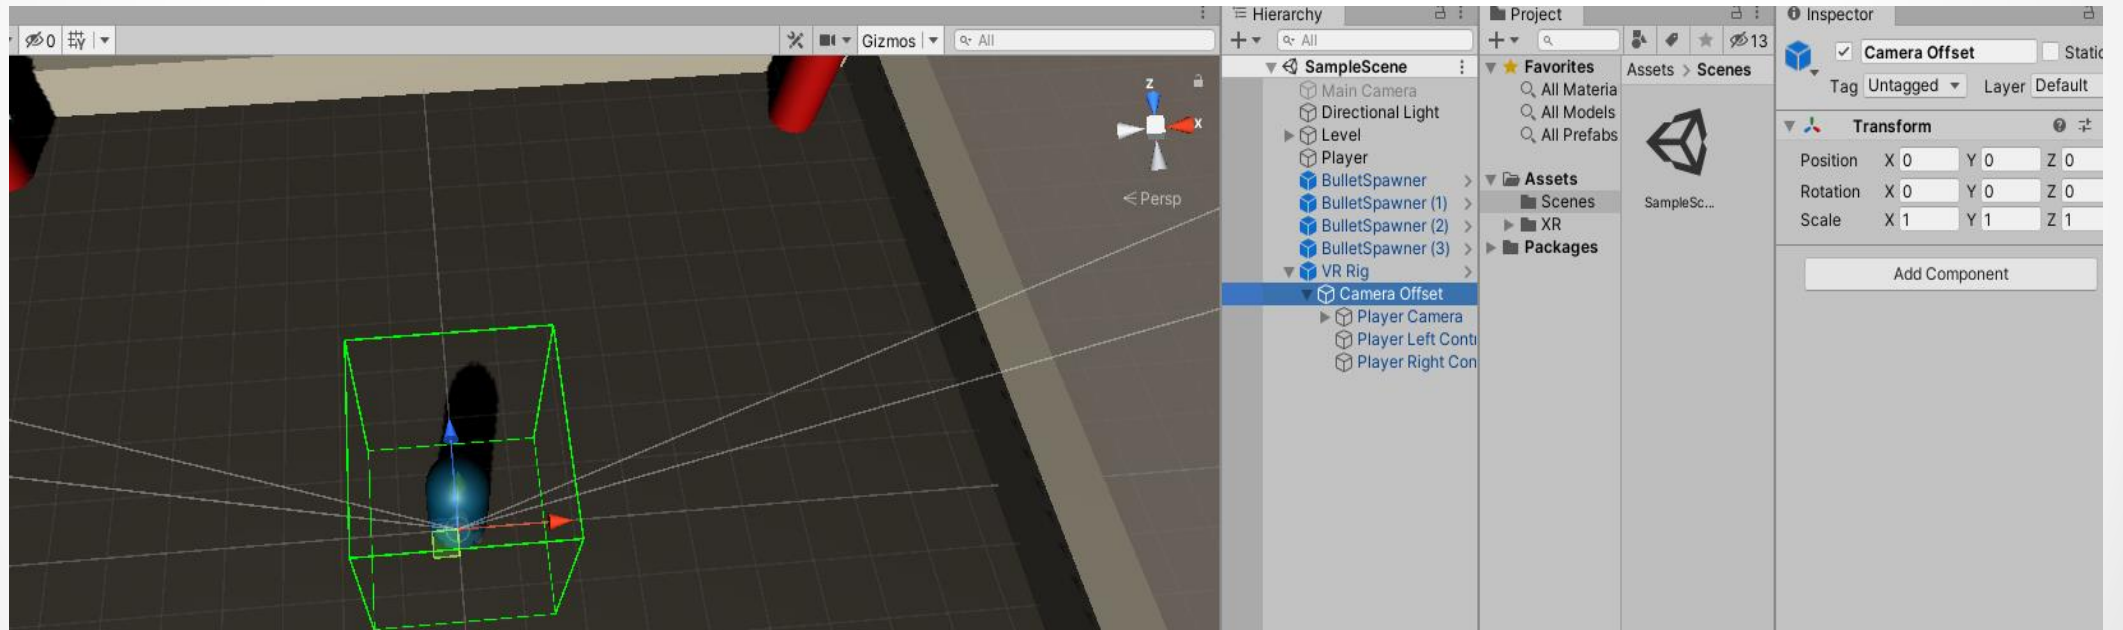 0
Gizmos
All
Z
X
Persp
Hierarchy
All
SampleScene
Main Camera
Directional Light
Level
Player
BulletSpawner
BulletSpawner (1)
BulletSpawner (2)
BulletSpawner (3)
VR Rig
Camera Offset
Player Camera
Player Left Contr
Player Right Con
Project
13
Favorites
All Materia
All Models
All Prefabs
Assets
Scenes
XR
Packages
Assets > Scenes
SampleSc...
Inspector
Camera Offset Static
Tag Untagged Layer Default
Transform
Position X 0 Y 0 Z 0
Rotation X 0 Y 0 Z 0
Scale X 1 Y 1 Z 1
Add Component